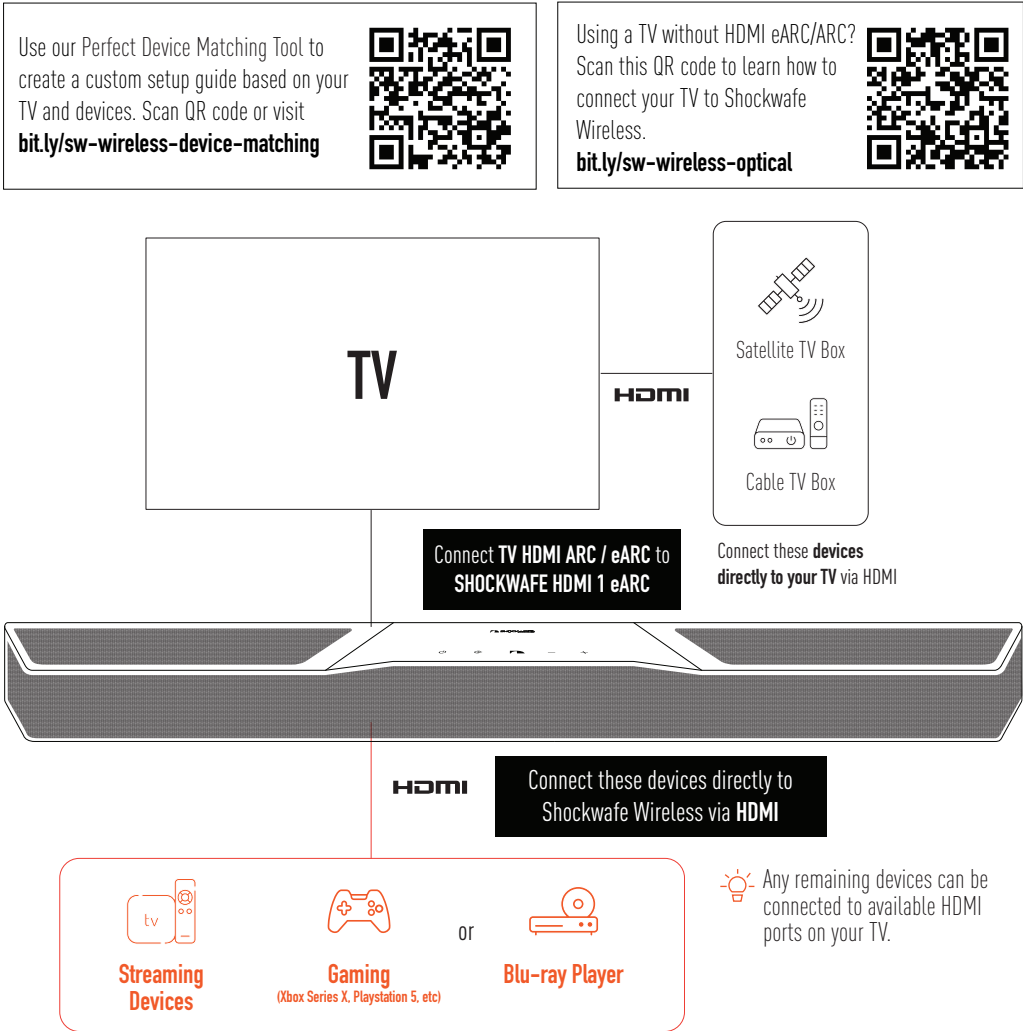 Use our Perfect Device Matching Tool to
create a custom setup guide based on your
TV and devices. Scan QR code or visit
bit.ly/sw-wireless-device-matching
Using a TV without HDMI eARC/ARC?
Scan this QR code to learn how to
connect your TV to Shockwafe
Wireless.
bit.ly/sw-wireless-optical
TV
HDMI
Satellite TV Box
Cable TV Box
Connect these devices
directly to your TV via HDMI
Connect TV HDMI ARC / eARC to
SHOCKWAFE HDMI 1 eARC
HDMI
Connect these devices directly to
Shockwafe Wireless via HDMI
tv
Streaming
Devices
Gaming
(Xbox Series X, Playstation 5, etc)
or
Blu-ray Player
Any remaining devices can be
connected to available HDMI
ports on your TV.